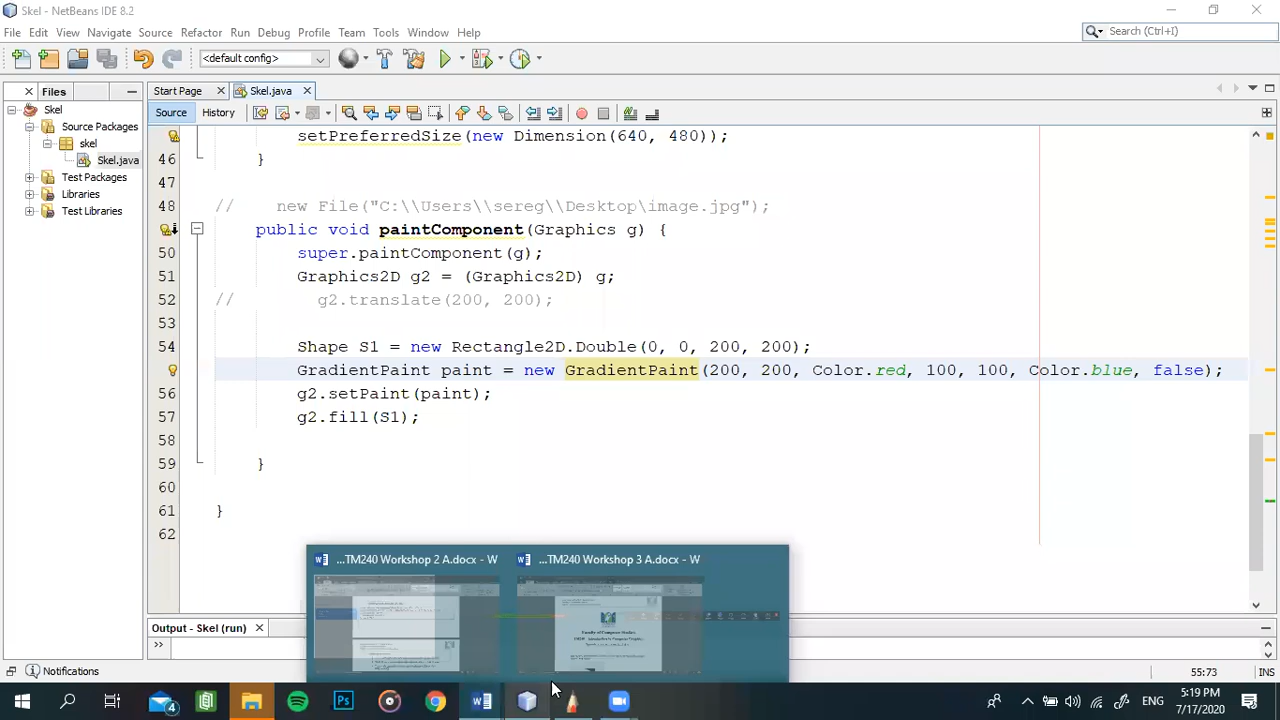 Skel - NetBeans IDE 8.2
File Edit View Navigate Source Refactor Run Debug Profile Team Tools Window Help
Search (Ctrl+I)
<default config>
Files
Start Page
Skel.java
Source History
Skel
Source Packages
skel
Skel.java
Test Packages
Libraries
Test Libraries
setPreferredSize(new Dimension(640, 480));
46 }
47
48 // new File("C:\\Users\\sereg\\Desktop\image.jpg");
public void paintComponent(Graphics g) {
50 super.paintComponent(g);
51 Graphics2D g2 = (Graphics2D) g;
52 // g2.translate(200, 200);
53
54 Shape S1 = new Rectangle2D.Double(0, 0, 200, 200);
GradientPaint paint = new GradientPaint(200, 200, Color.red, 100, 100, Color.blue, false);
56 g2.setPaint(paint);
57 g2.fill(S1);
58
59 }
60
61 }
62
...TM240 Workshop 2 A.docx - W
...TM240 Workshop 3 A.docx - W
Faculty of Computer Studies
Output - Skel (run)
Notifications
55:73
INS
4
Ps
ENG
5:19 PM
7/17/2020